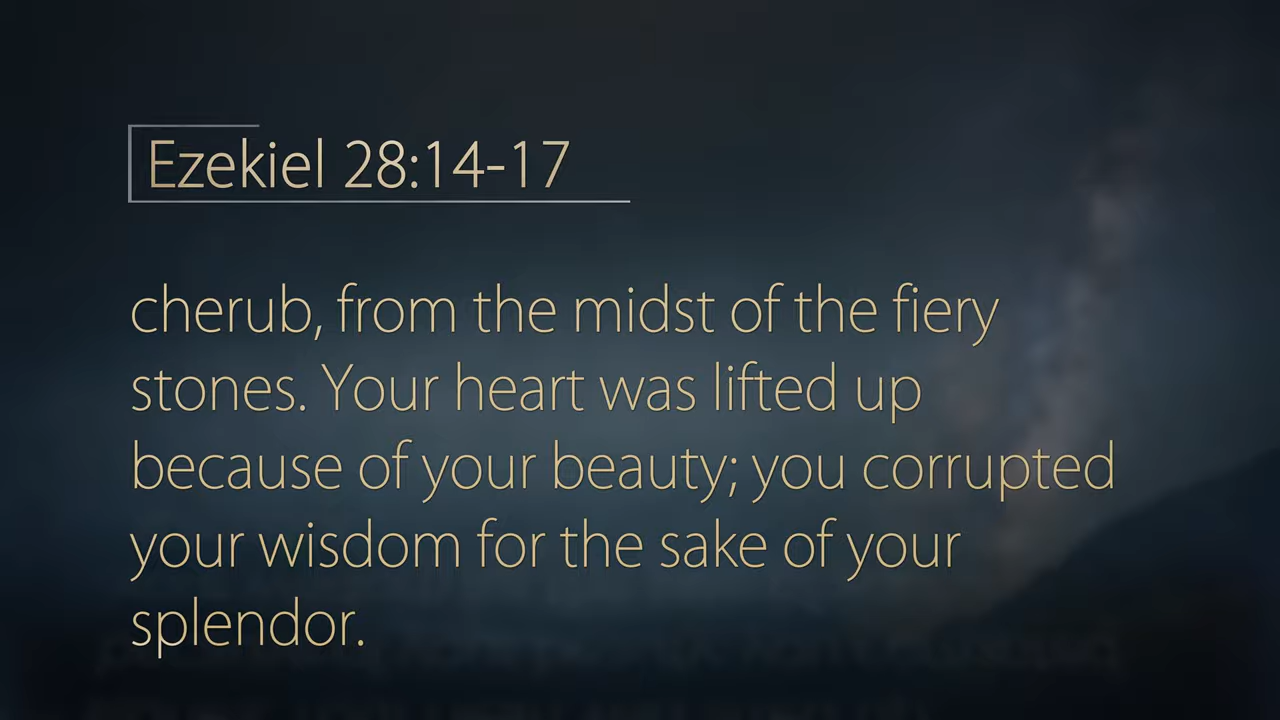 Ezekiel 28:14-17
cherub, from the midst of the fiery
stones. Your heart was lifted up
because of your beauty; you corrupted
your wisdom for the sake of your
splendor.